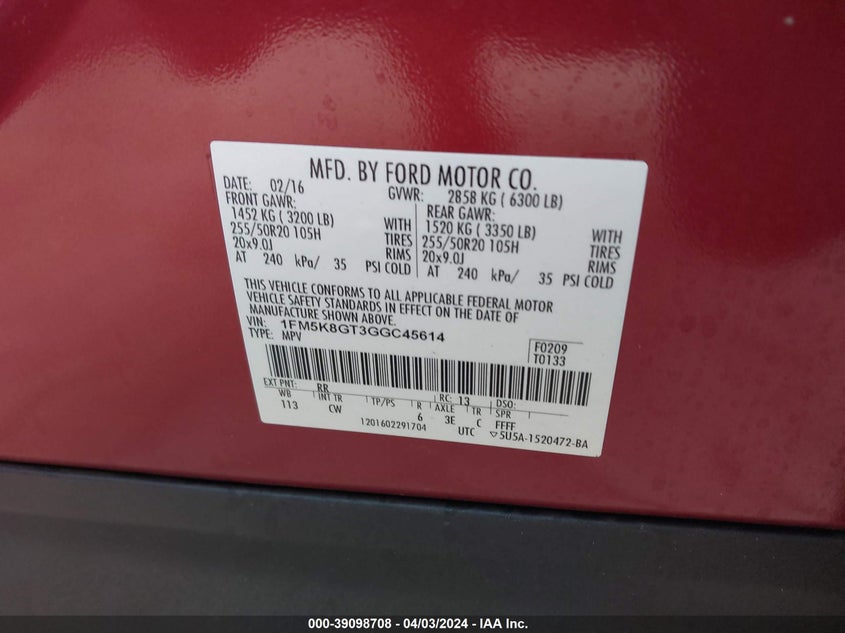 MFD. BY FORD MOTOR CO.
DATE: 02/16 GVWR: 2858 KG ( 6300 LB)
FRONT GAWR: REAR GAWR:
1452 KG ( 3200 LB) WITH 1520 KG ( 3350 LB) WITH
255/50R20 105H TIRES 255/50R20 105H TIRES
20x9.0J RIMS 20x9.0J RIMS
AT 240 kPa/ 35 PSI COLD AT 240 kPa/ 35 PSI COLD
THIS VEHICLE CONFORMS TO ALL APPLICABLE FEDERAL MOTOR
VEHICLE SAFETY STANDARDS IN EFFECT ON THE DATE OF
MANUFACTURE SHOWN ABOVE.
VIN: 1FM5K8GT3GGC45614
TYPE: MPV
F0209
T0133
EXT PNT: RR RC: 13 DSO:
WB INT TR TP/PS R AXLE TR SPR
113 CW 6 3E C FFFF
1201602291704 UTC ▽5U5A-1520472-BA
000-39098708 - 04/03/2024 - IAA Inc.